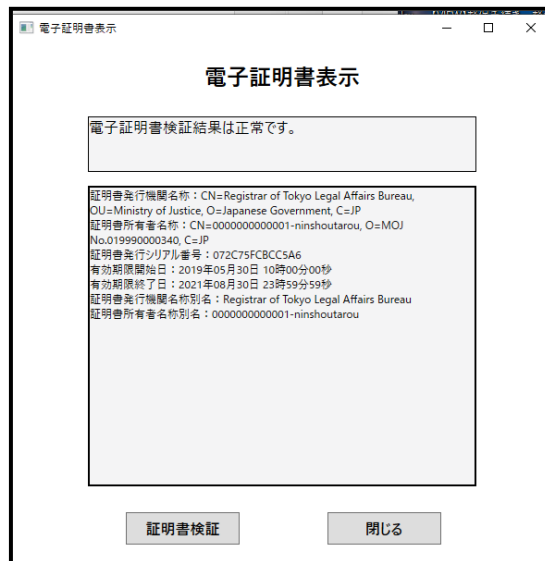 電子証明書表示
電子証明書表示
電子証明書検証結果は正常です。
証明書発行機関名称：CN=Registrar of Tokyo Legal Affairs Bureau,
OU=Ministry of Justice, O=Japanese Government, C=JP
証明書所有者名称：CN=0000000000001-ninshoutarou, O=MOJ
No.019990000340, C=JP
証明書発行シリアル番号：072C75FCBCC5A6
有効期限開始日：2019年05月30日 10時00分00秒
有効期限終了日：2021年08月30日 23時59分59秒
証明書発行機関名称別名：Registrar of Tokyo Legal Affairs Bureau
証明書所有者名称別名：0000000000001-ninshoutarou
証明書検証
閉じる